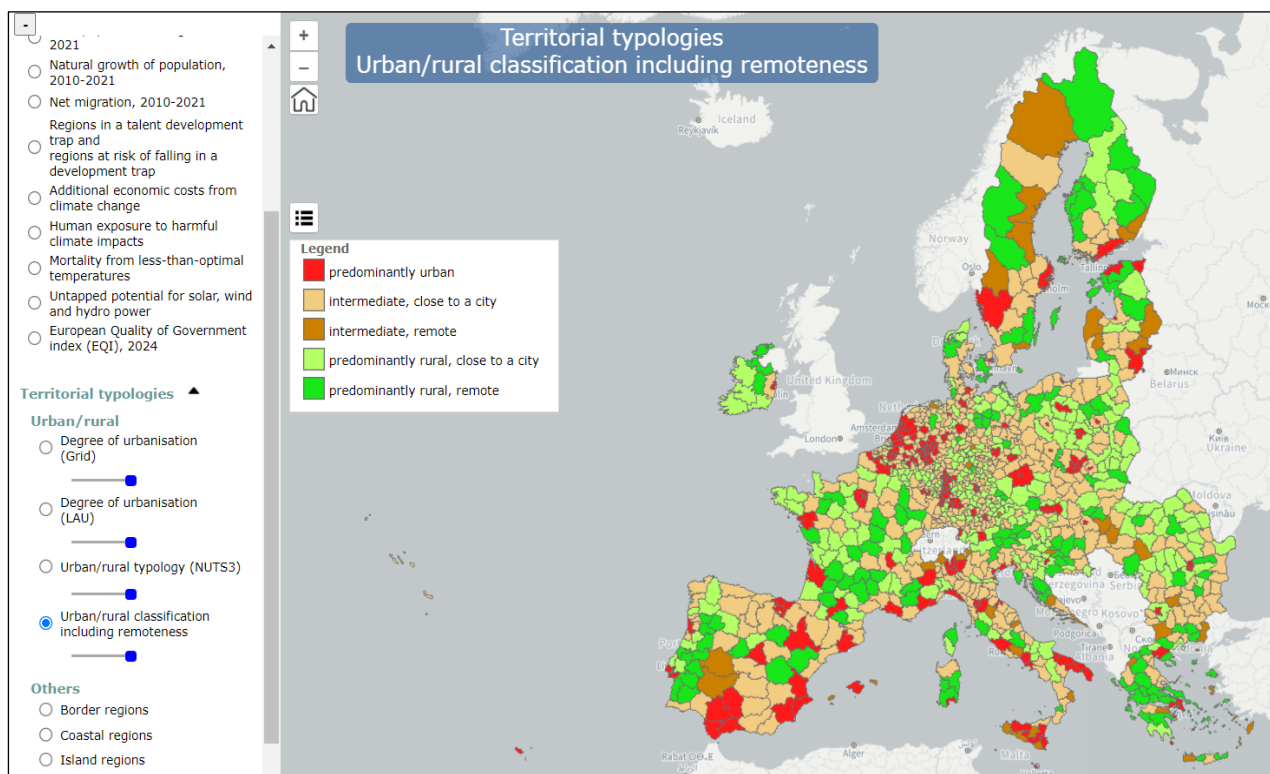 -
2021
Natural growth of population,
2010-2021
Net migration, 2010-2021
Regions in a talent development
trap and
regions at risk of falling in a
development trap
Additional economic costs from
climate change
Human exposure to harmful
climate impacts
Mortality from less-than-optimal
temperatures
Untapped potential for solar, wind
and hydro power
European Quality of Government
index (EQI), 2024
Territorial typologies
Urban/rural
Degree of urbanisation
(Grid)
Degree of urbanisation
(LAU)
Urban/rural typology (NUTS3)
Urban/rural classification
including remoteness
Others
Border regions
Coastal regions
Island regions
+
–
Territorial typologies
Urban/rural classification including remoteness
Legend
predominantly urban
intermediate, close to a city
intermediate, remote
predominantly rural, close to a city
predominantly rural, remote
Iceland
Reykjavík
Norway
Oslo
Tallinn
United Kingdom
London
Amsterdam
Минск
Belarus
Київ
Ukraine
Moldova
Kosovo
Podgorica
Tirane
Albania
Rabat
Alger
Malta
Valletta